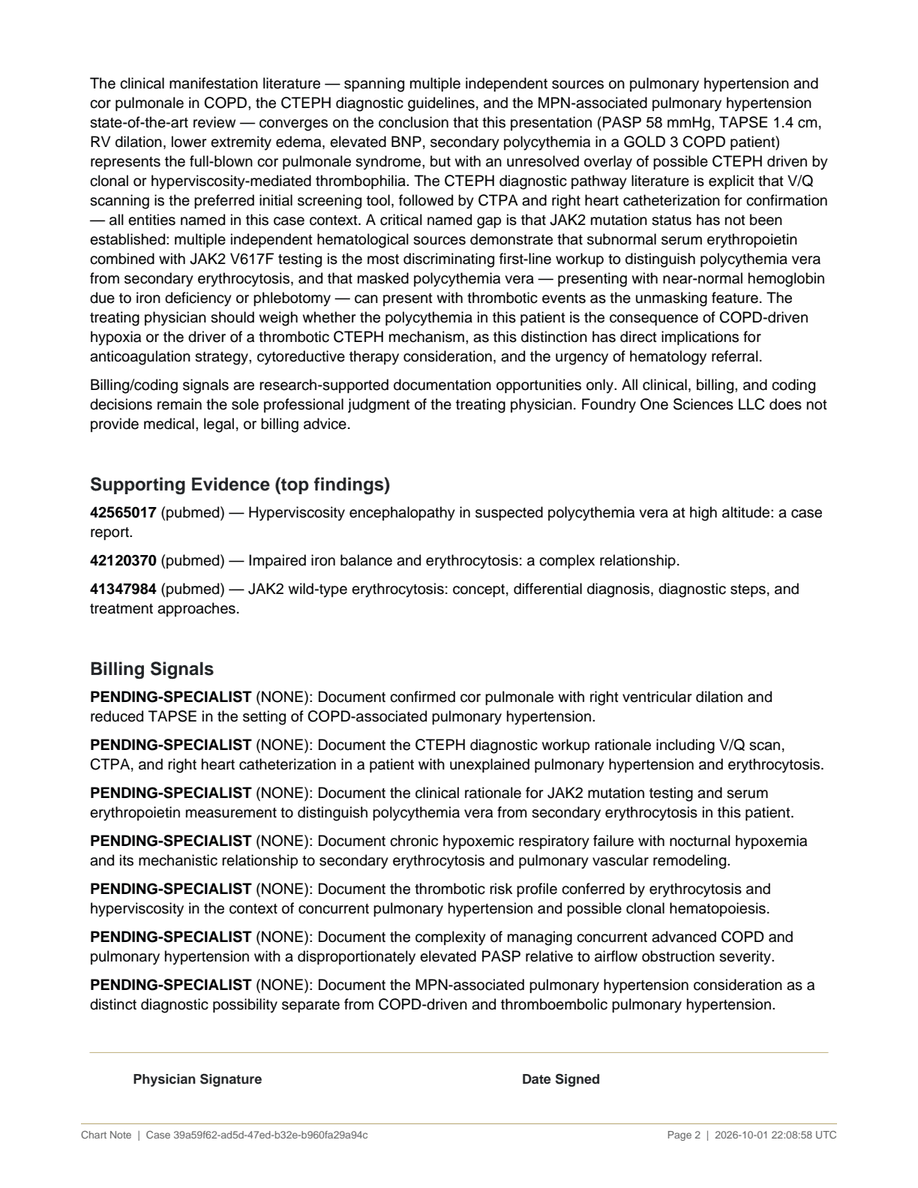 The clinical manifestation literature — spanning multiple independent sources on pulmonary hypertension and
cor pulmonale in COPD, the CTEPH diagnostic guidelines, and the MPN-associated pulmonary hypertension
state-of-the-art review — converges on the conclusion that this presentation (PASP 58 mmHg, TAPSE 1.4 cm,
RV dilation, lower extremity edema, elevated BNP, secondary polycythemia in a GOLD 3 COPD patient)
represents the full-blown cor pulmonale syndrome, but with an unresolved overlay of possible CTEPH driven by
clonal or hyperviscosity-mediated thrombophilia. The CTEPH diagnostic pathway literature is explicit that V/Q
scanning is the preferred initial screening tool, followed by CTPA and right heart catheterization for confirmation
— all entities named in this case context. A critical named gap is that JAK2 mutation status has not been
established: multiple independent hematological sources demonstrate that subnormal serum erythropoietin
combined with JAK2 V617F testing is the most discriminating first-line workup to distinguish polycythemia vera
from secondary erythrocytosis, and that masked polycythemia vera — presenting with near-normal hemoglobin
due to iron deficiency or phlebotomy — can present with thrombotic events as the unmasking feature. The
treating physician should weigh whether the polycythemia in this patient is the consequence of COPD-driven
hypoxia or the driver of a thrombotic CTEPH mechanism, as this distinction has direct implications for
anticoagulation strategy, cytoreductive therapy consideration, and the urgency of hematology referral.
Billing/coding signals are research-supported documentation opportunities only. All clinical, billing, and coding
decisions remain the sole professional judgment of the treating physician. Foundry One Sciences LLC does not
provide medical, legal, or billing advice.
Supporting Evidence (top findings)
42565017 (pubmed) — Hyperviscosity encephalopathy in suspected polycythemia vera at high altitude: a case
report.
42120370 (pubmed) — Impaired iron balance and erythrocytosis: a complex relationship.
41347984 (pubmed) — JAK2 wild-type erythrocytosis: concept, differential diagnosis, diagnostic steps, and
treatment approaches.
Billing Signals
PENDING-SPECIALIST (NONE): Document confirmed cor pulmonale with right ventricular dilation and
reduced TAPSE in the setting of COPD-associated pulmonary hypertension.
PENDING-SPECIALIST (NONE): Document the CTEPH diagnostic workup rationale including V/Q scan,
CTPA, and right heart catheterization in a patient with unexplained pulmonary hypertension and erythrocytosis.
PENDING-SPECIALIST (NONE): Document the clinical rationale for JAK2 mutation testing and serum
erythropoietin measurement to distinguish polycythemia vera from secondary erythrocytosis in this patient.
PENDING-SPECIALIST (NONE): Document chronic hypoxemic respiratory failure with nocturnal hypoxemia
and its mechanistic relationship to secondary erythrocytosis and pulmonary vascular remodeling.
PENDING-SPECIALIST (NONE): Document the thrombotic risk profile conferred by erythrocytosis and
hyperviscosity in the context of concurrent pulmonary hypertension and possible clonal hematopoiesis.
PENDING-SPECIALIST (NONE): Document the complexity of managing concurrent advanced COPD and
pulmonary hypertension with a disproportionately elevated PASP relative to airflow obstruction severity.
PENDING-SPECIALIST (NONE): Document the MPN-associated pulmonary hypertension consideration as a
distinct diagnostic possibility separate from COPD-driven and thromboembolic pulmonary hypertension.
Physician Signature Date Signed
Chart Note | Case 39a59f62-ad5d-47ed-b32e-b960fa29a94c Page 2 | 2026-10-01 22:08:58 UTC